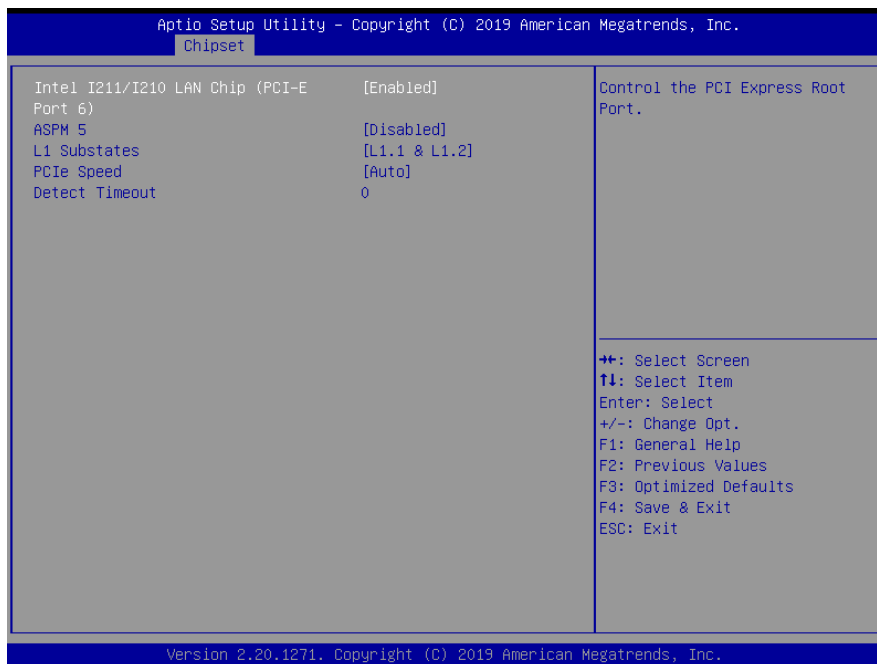 Aptio Setup Utility – Copyright (C) 2019 American Megatrends, Inc.
Chipset
Intel I211/I210 LAN Chip (PCI-E [Enabled]
Port 6)
ASPM 5 [Disabled]
L1 Substates [L1.1 & L1.2]
PCIe Speed [Auto]
Detect Timeout 0
Control the PCI Express Root
Port.
→←: Select Screen
↑↓: Select Item
Enter: Select
+/-: Change Opt.
F1: General Help
F2: Previous Values
F3: Optimized Defaults
F4: Save & Exit
ESC: Exit
Version 2.20.1271. Copyright (C) 2019 American Megatrends, Inc.